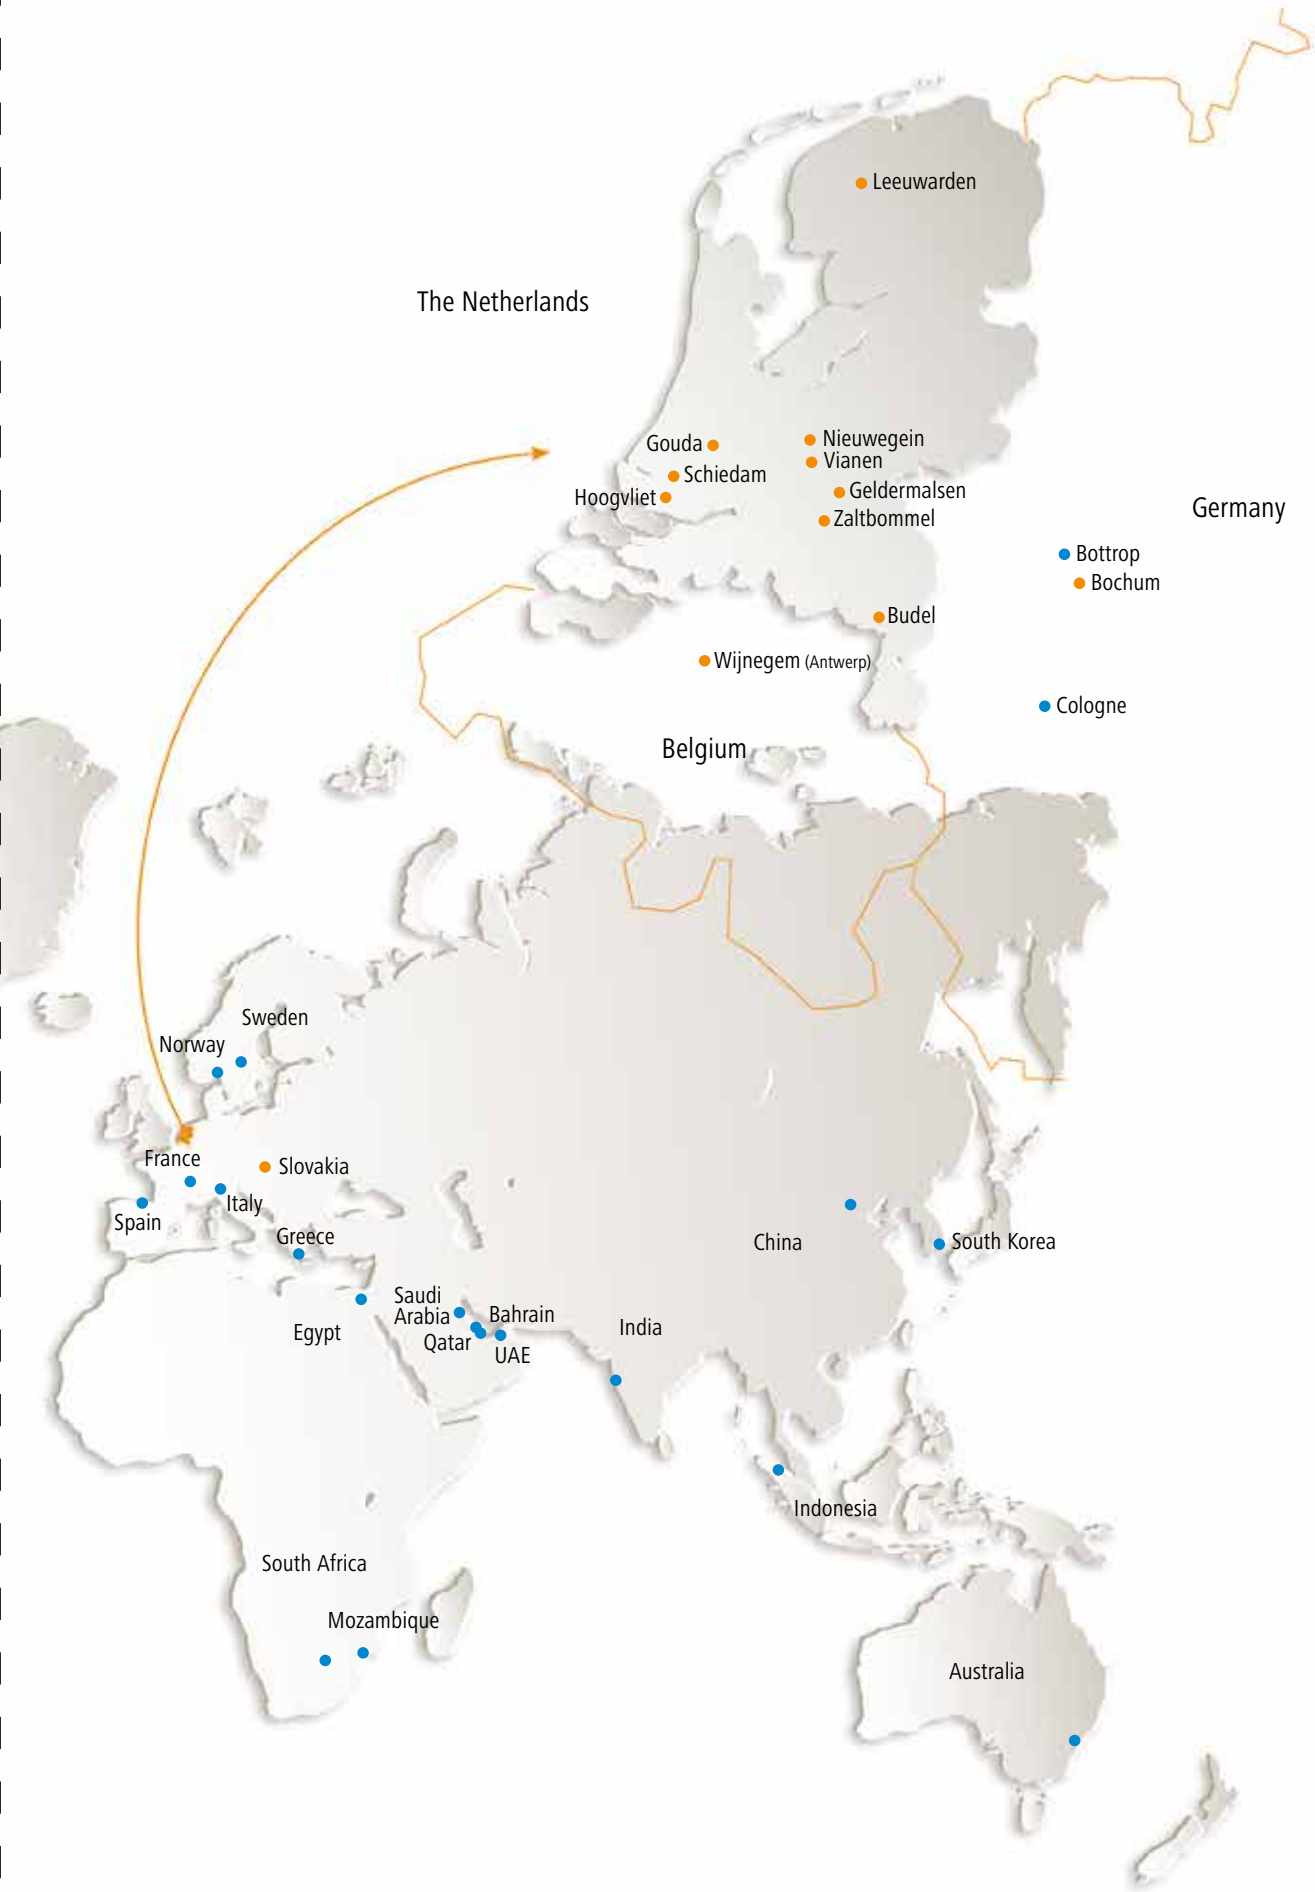 Leeuwarden
The Netherlands
Gouda
Nieuwegein
Vianen
Schiedam
Geldermalsen
Hoogvliet
Zaltbommel
Germany
Bottrop
Bochum
Budel
Wijnegem (Antwerp)
Cologne
Belgium
Sweden
Norway
France
Slovakia
Italy
Spain
Greece
China
South Korea
Saudi
Arabia
Bahrain
Egypt
Qatar
UAE
India
Indonesia
South Africa
Mozambique
Australia